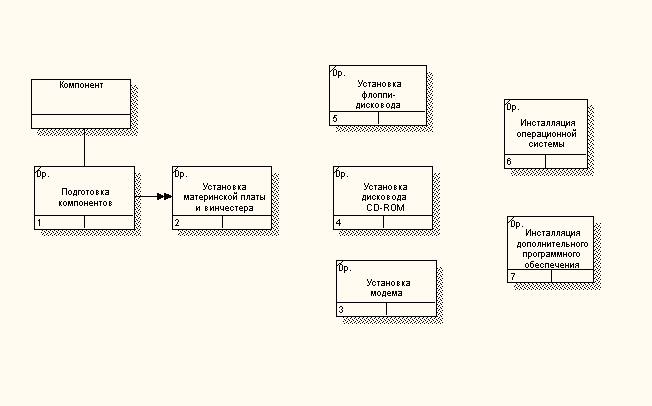 Компонент
0р.
Подготовка
компонентов
1
0р.
Установка
материнской платы
и винчестера
2
0р.
Установка
флоппи-
дисковода
5
0р.
Установка
дисковода
CD-ROM
4
0р.
Установка
модема
3
0р.
Инсталляция
операционной
системы
6
0р.
Инсталляция
дополнительного
программного
обеспечения
7